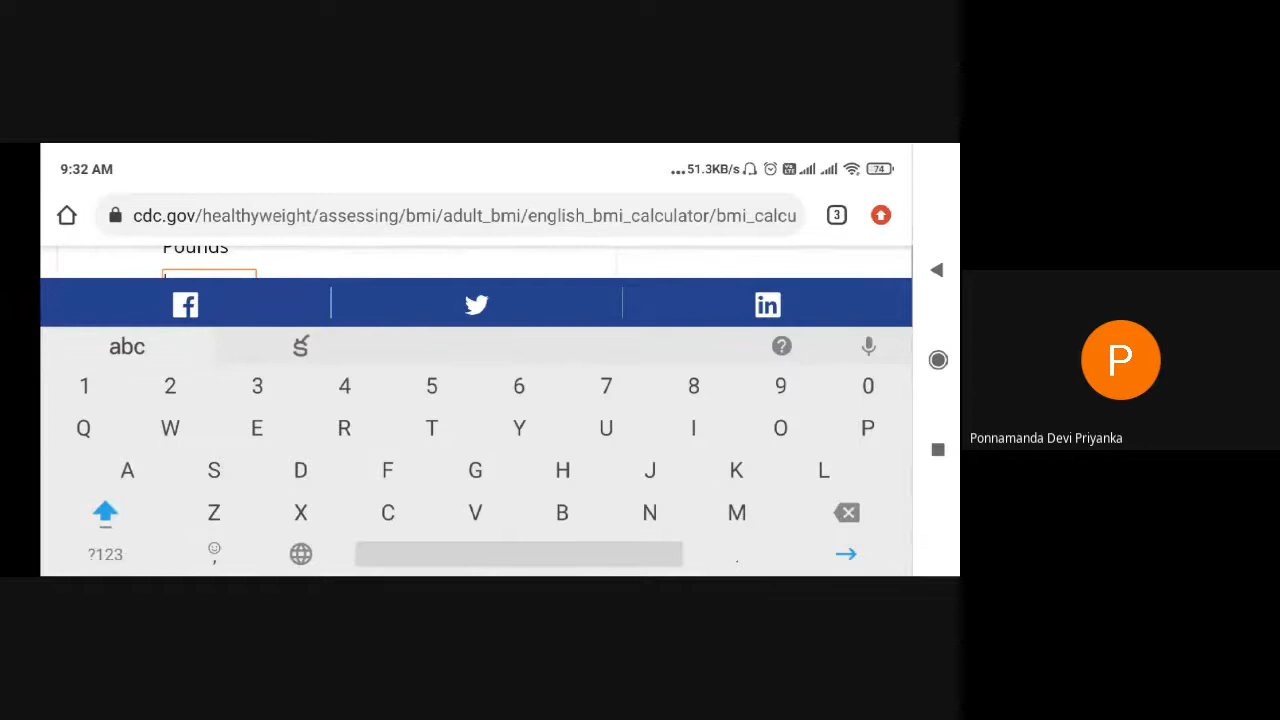 9:32 AM
...51.3KB/s
74
cdc.gov/healthyweight/assessing/bmi/adult_bmi/english_bmi_calculator/bmi_calcu
3
Pounds
f
in
abc
క
?
1 2 3 4 5 6 7 8 9 0
Q W E R T Y U I O P
A S D F G H J K L
Z X C V B N M
?123
,
.
P
Ponnamanda Devi Priyanka